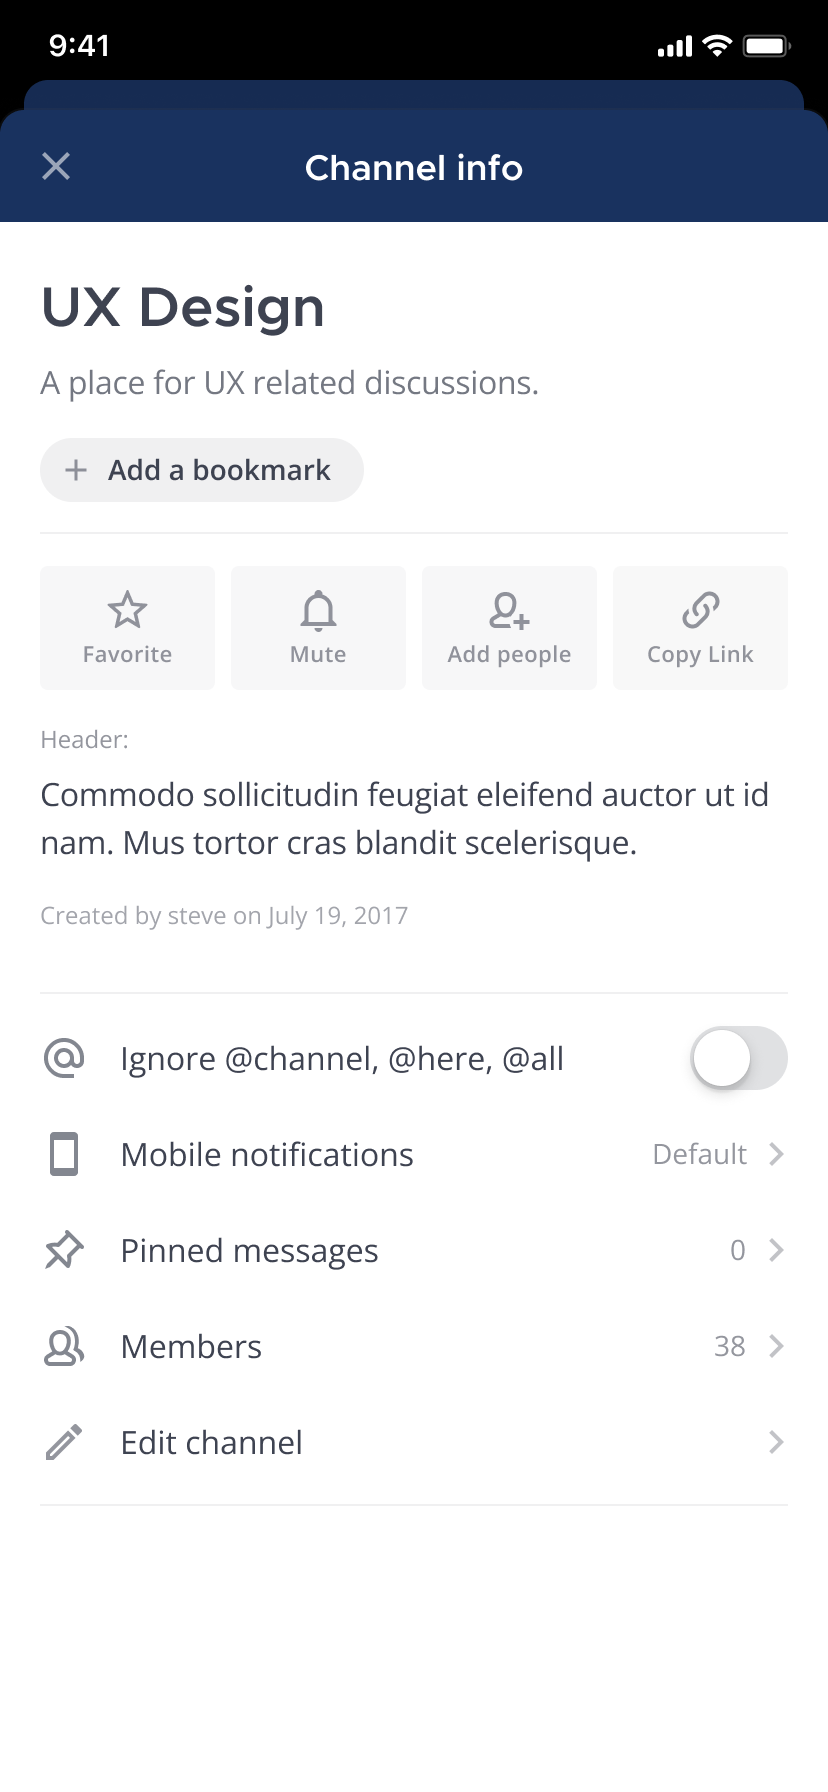 9:41
Channel info
UX Design
A place for UX related discussions.
Add a bookmark
Favorite
Mute
Add people
Copy Link
Header:
Commodo sollicitudin feugiat eleifend auctor ut id
nam. Mus tortor cras blandit scelerisque.
Created by steve on July 19, 2017
Ignore @channel, @here, @all
Mobile notifications Default
Pinned messages 0
Members 38
Edit channel